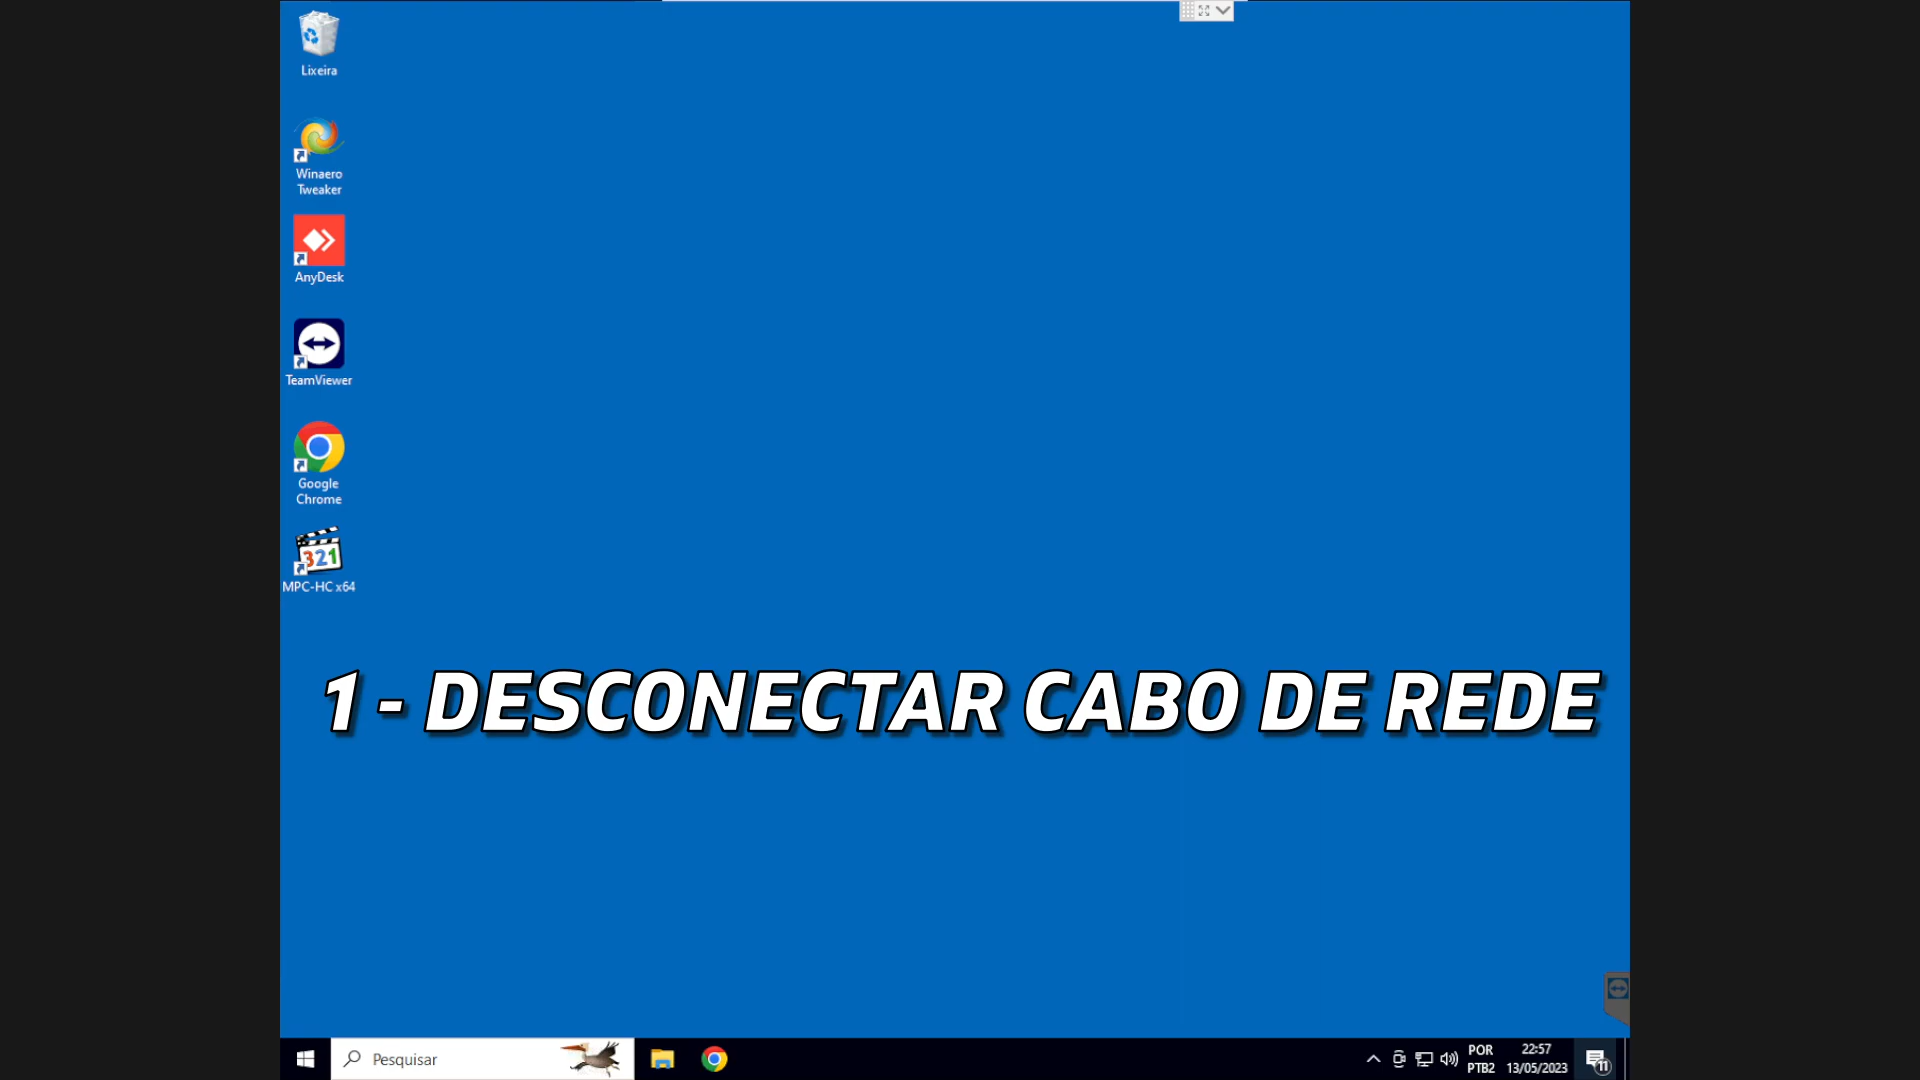 Lixeira
Winaero
Tweaker
AnyDesk
TeamViewer
Google
Chrome
321
MPC-HC x64
1 - DESCONECTAR CABO DE REDE
Pesquisar
POR
PTB2
22:57
13/05/2023
11